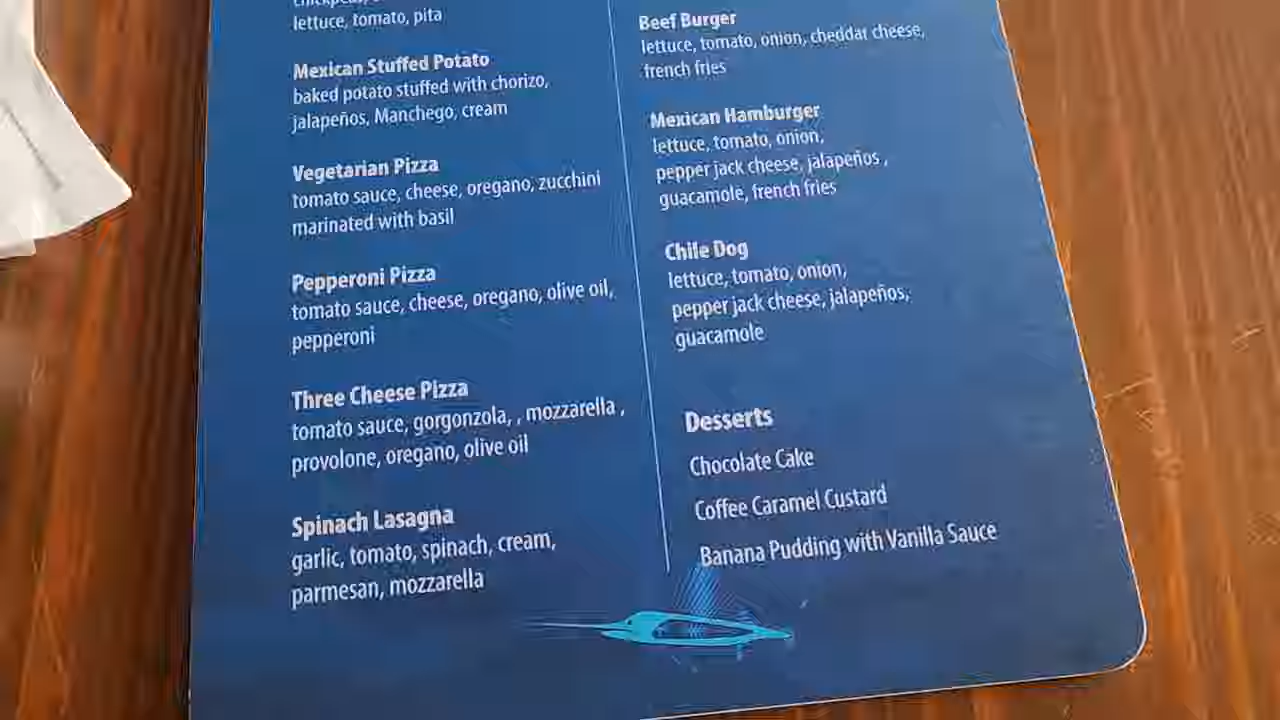 lettuce, tomato, pita
Mexican Stuffed Potato
baked potato stuffed with chorizo,
jalapeños, Manchego, cream
Vegetarian Pizza
tomato sauce, cheese, oregano, zucchini
marinated with basil
Pepperoni Pizza
tomato sauce, cheese, oregano, olive oil,
pepperoni
Three Cheese Pizza
tomato sauce, gorgonzola, , mozzarella ,
provolone, oregano, olive oil
Spinach Lasagna
garlic, tomato, spinach, cream,
parmesan, mozzarella
Beef Burger
lettuce, tomato, onion, cheddar cheese,
french fries
Mexican Hamburger
lettuce, tomato, onion,
pepper jack cheese, jalapeños ,
guacamole, french fries
Chile Dog
lettuce, tomato, onion,
pepper jack cheese, jalapeños,
guacamole
Desserts
Chocolate Cake
Coffee Caramel Custard
Banana Pudding with Vanilla Sauce